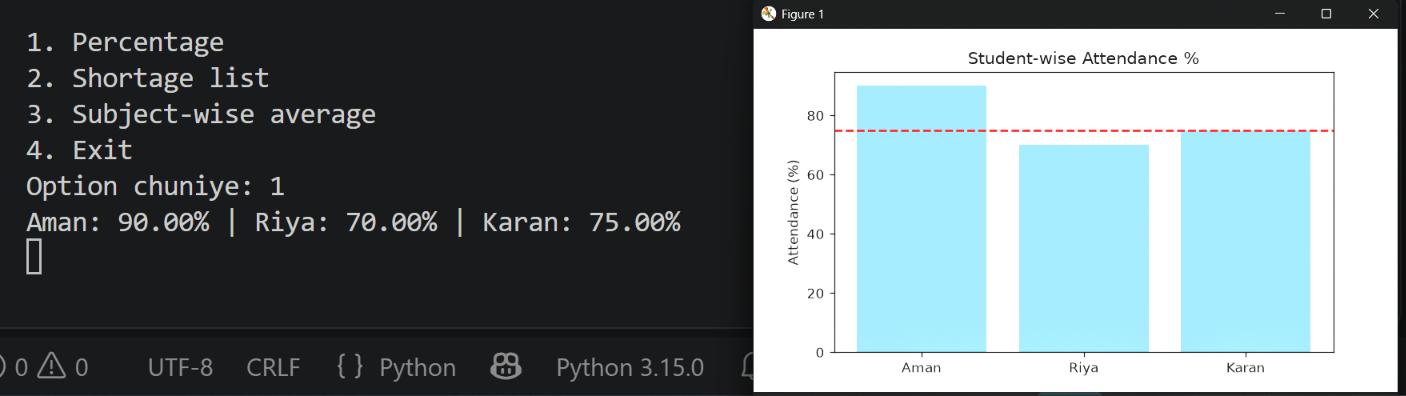 1. Percentage
2. Shortage list
3. Subject-wise average
4. Exit
Option chuniye: 1
Aman: 90.00% | Riya: 70.00% | Karan: 75.00%
0 0 UTF-8 CRLF { } Python Python 3.15.0
Figure 1
Student-wise Attendance %
Attendance (%)
80
60
40
20
0
Aman Riya Karan